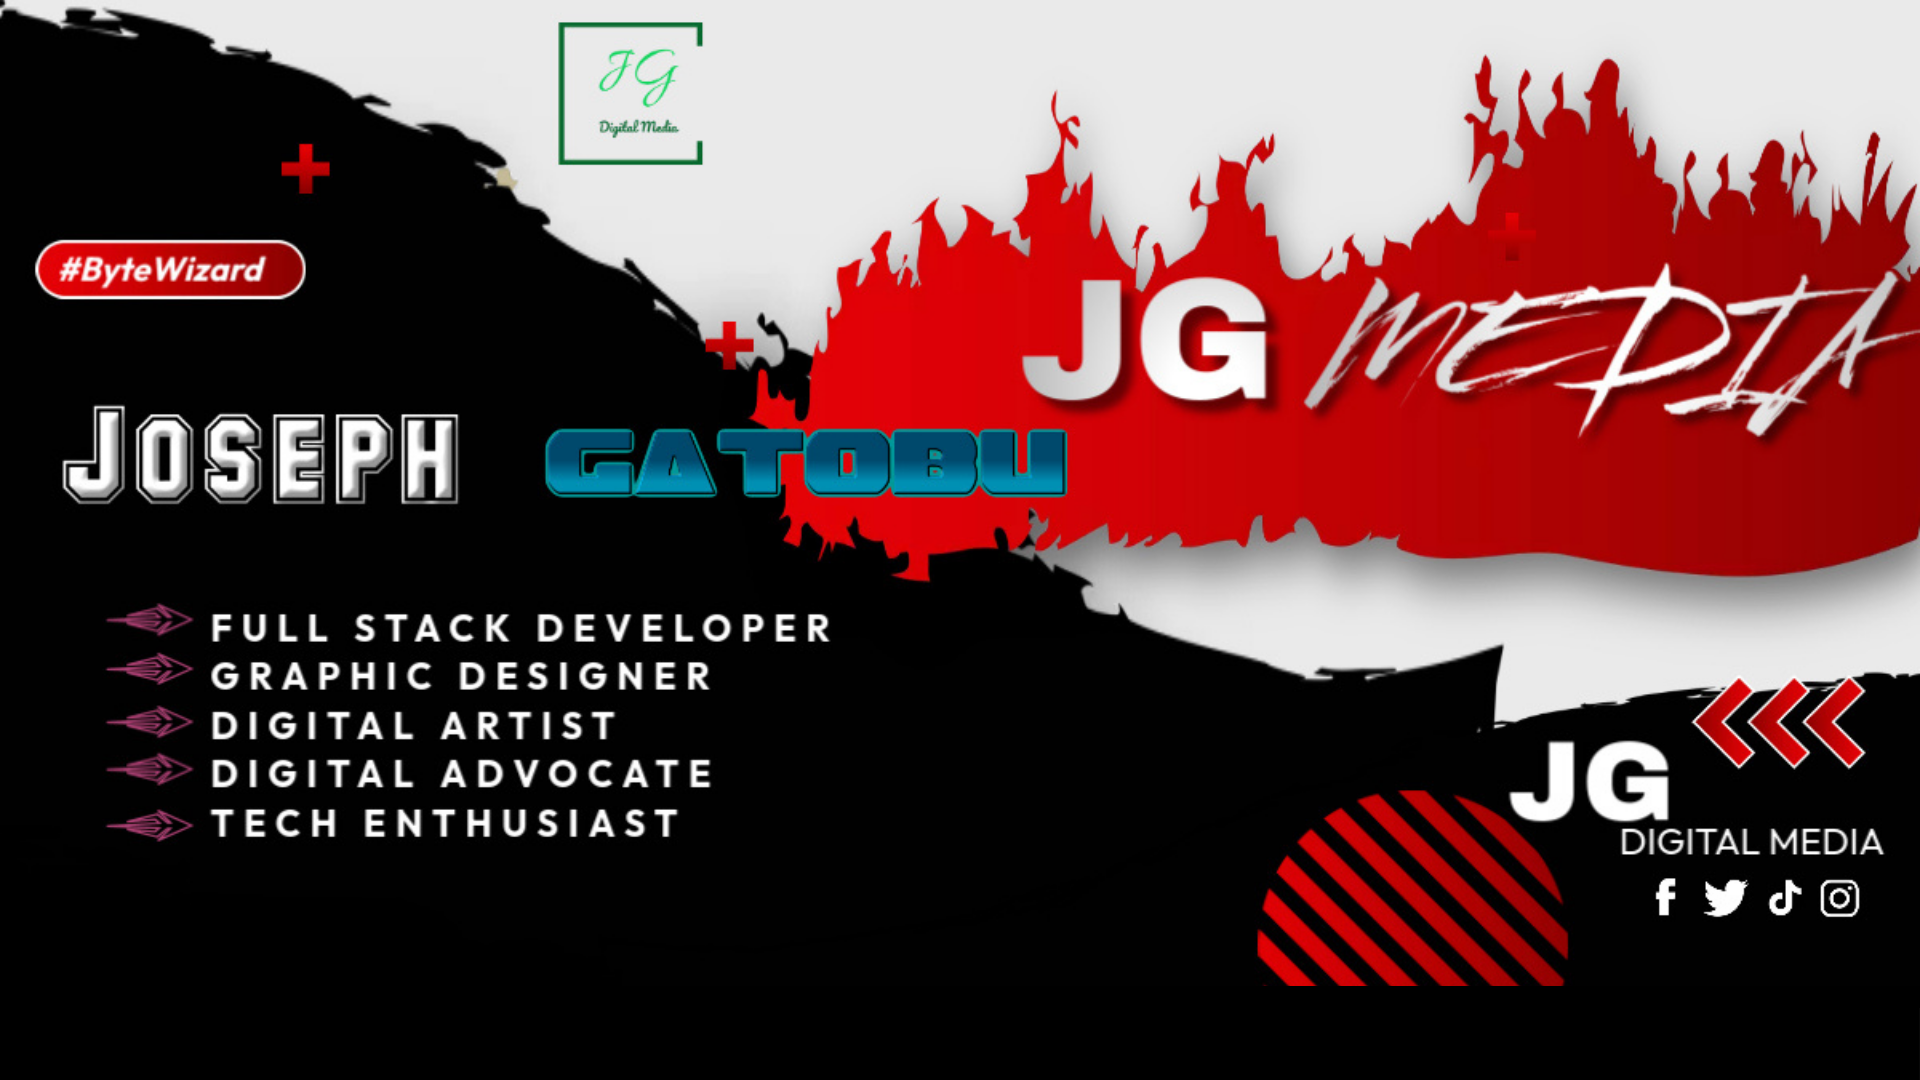 JG
Digital Media
#ByteWizard
JG MEDIA
JOSEPH GATOBU
FULL STACK DEVELOPER
GRAPHIC DESIGNER
DIGITAL ARTIST
DIGITAL ADVOCATE
TECH ENTHUSIAST
JG
DIGITAL MEDIA